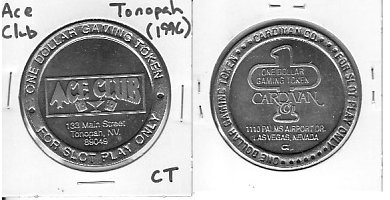 Ace Club
Tonopah (1996)
ONE DOLLAR GAMING TOKEN
ACE CLUB
133 Main Street
Tonopah, NV.
89049
FOR SLOT PLAY ONLY
CT
CARDIVAN CO.
FOR SLOT PLAY ONLY
ONE DOLLAR GAMING TOKEN
1
ONE DOLLAR
GAMING TOKEN
CARDIVAN
1110 PALMS AIRPORT DR.
LAS VEGAS, NEVADA